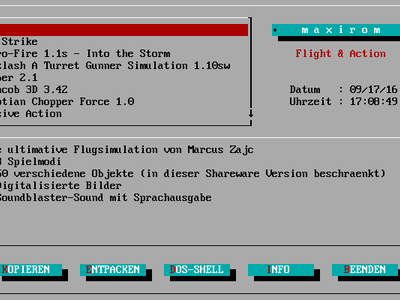 maxirom
Flight & Action
Strike
o-Fire 1.1s - Into the Storm
klash A Turret Gunner Simulation 1.10sw
er 2.1
ncob 3D 3.42
tian Chopper Force 1.0
ive Action
Datum : 09/17/16
Uhrzeit : 17:08:49
e ultimative Flugsimulation von Marcus Zajc
Spielmodi
50 verschiedene Objekte (in dieser Shareware Version beschraenkt)
Digitalisierte Bilder
Soundblaster-Sound mit Sprachausgabe
KOPIEREN ENTPACKEN DOS-SHELL INFO BEENDEN